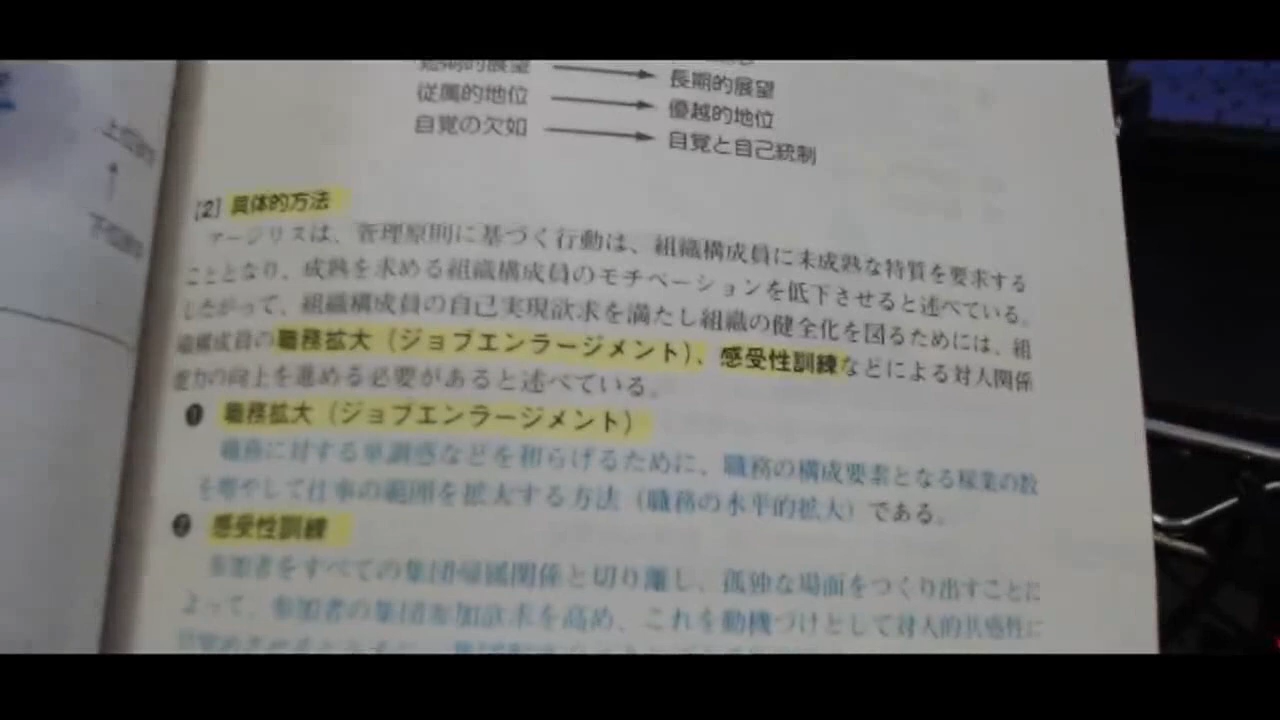 短期的展望 → 長期的展望
従属的地位 → 優越的地位
自覚の欠如 → 自覚と自己統制
[2] 具体的方法
アージリスは、管理原則に基づく行動は、組織構成員に未成熟な特質を要求する
こととなり、成熟を求める組織構成員のモチベーションを低下させると述べている。
したがって、組織構成員の自己実現欲求を満たし組織の健全化を図るためには、組
織構成員の職務拡大（ジョブエンラージメント）、感受性訓練などによる対人関係
能力の向上を進める必要があると述べている。
❶ 職務拡大（ジョブエンラージメント）
職務に対する単調感などを和らげるために、職務の構成要素となる稼業の数
を増やして仕事の範囲を拡大する方法（職務の水平的拡大）である。
❷ 感受性訓練
参加者をすべての集団帰属関係と切り離し、孤独な場面をつくり出すことに
よって、参加者の集団参加欲求を高め、これを動機づけとして対人的共感性に